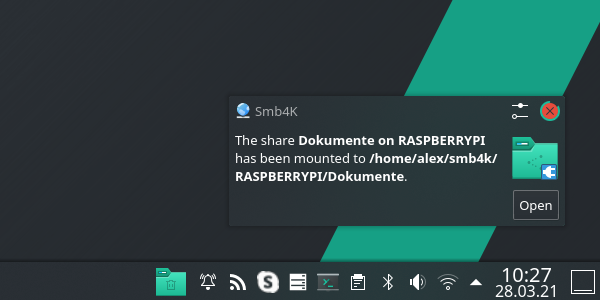 Smb4K
The share Dokumente on RASPBERRYPI
has been mounted to /home/alex/smb4k/
RASPBERRYPI/Dokumente.
Open
10:27
28.03.21